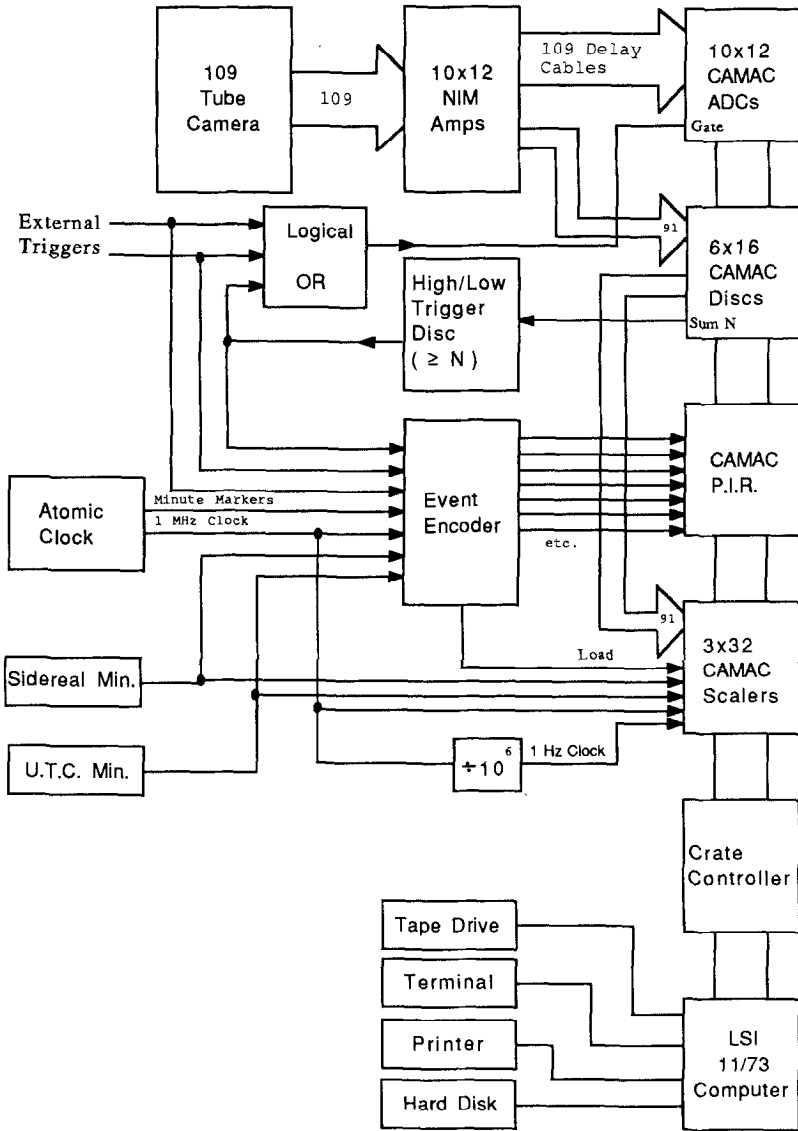 109
Tube
Camera
109
10x12
NIM
Amps
109 Delay
Cables
10x12
CAMAC
ADCs
Gate
External
Triggers
Logical
OR
High/Low
Trigger
Disc
( ≥ N )
91
6x16
CAMAC
Discs
Sum N
Atomic
Clock
Minute Markers
1 MHz Clock
Event
Encoder
etc.
CAMAC
P.I.R.
91
Load
3x32
CAMAC
Scalers
Sidereal Min.
U.T.C. Min.
÷10⁶
1 Hz Clock
Crate
Controller
Tape Drive
Terminal
Printer
Hard Disk
LSI
11/73
Computer